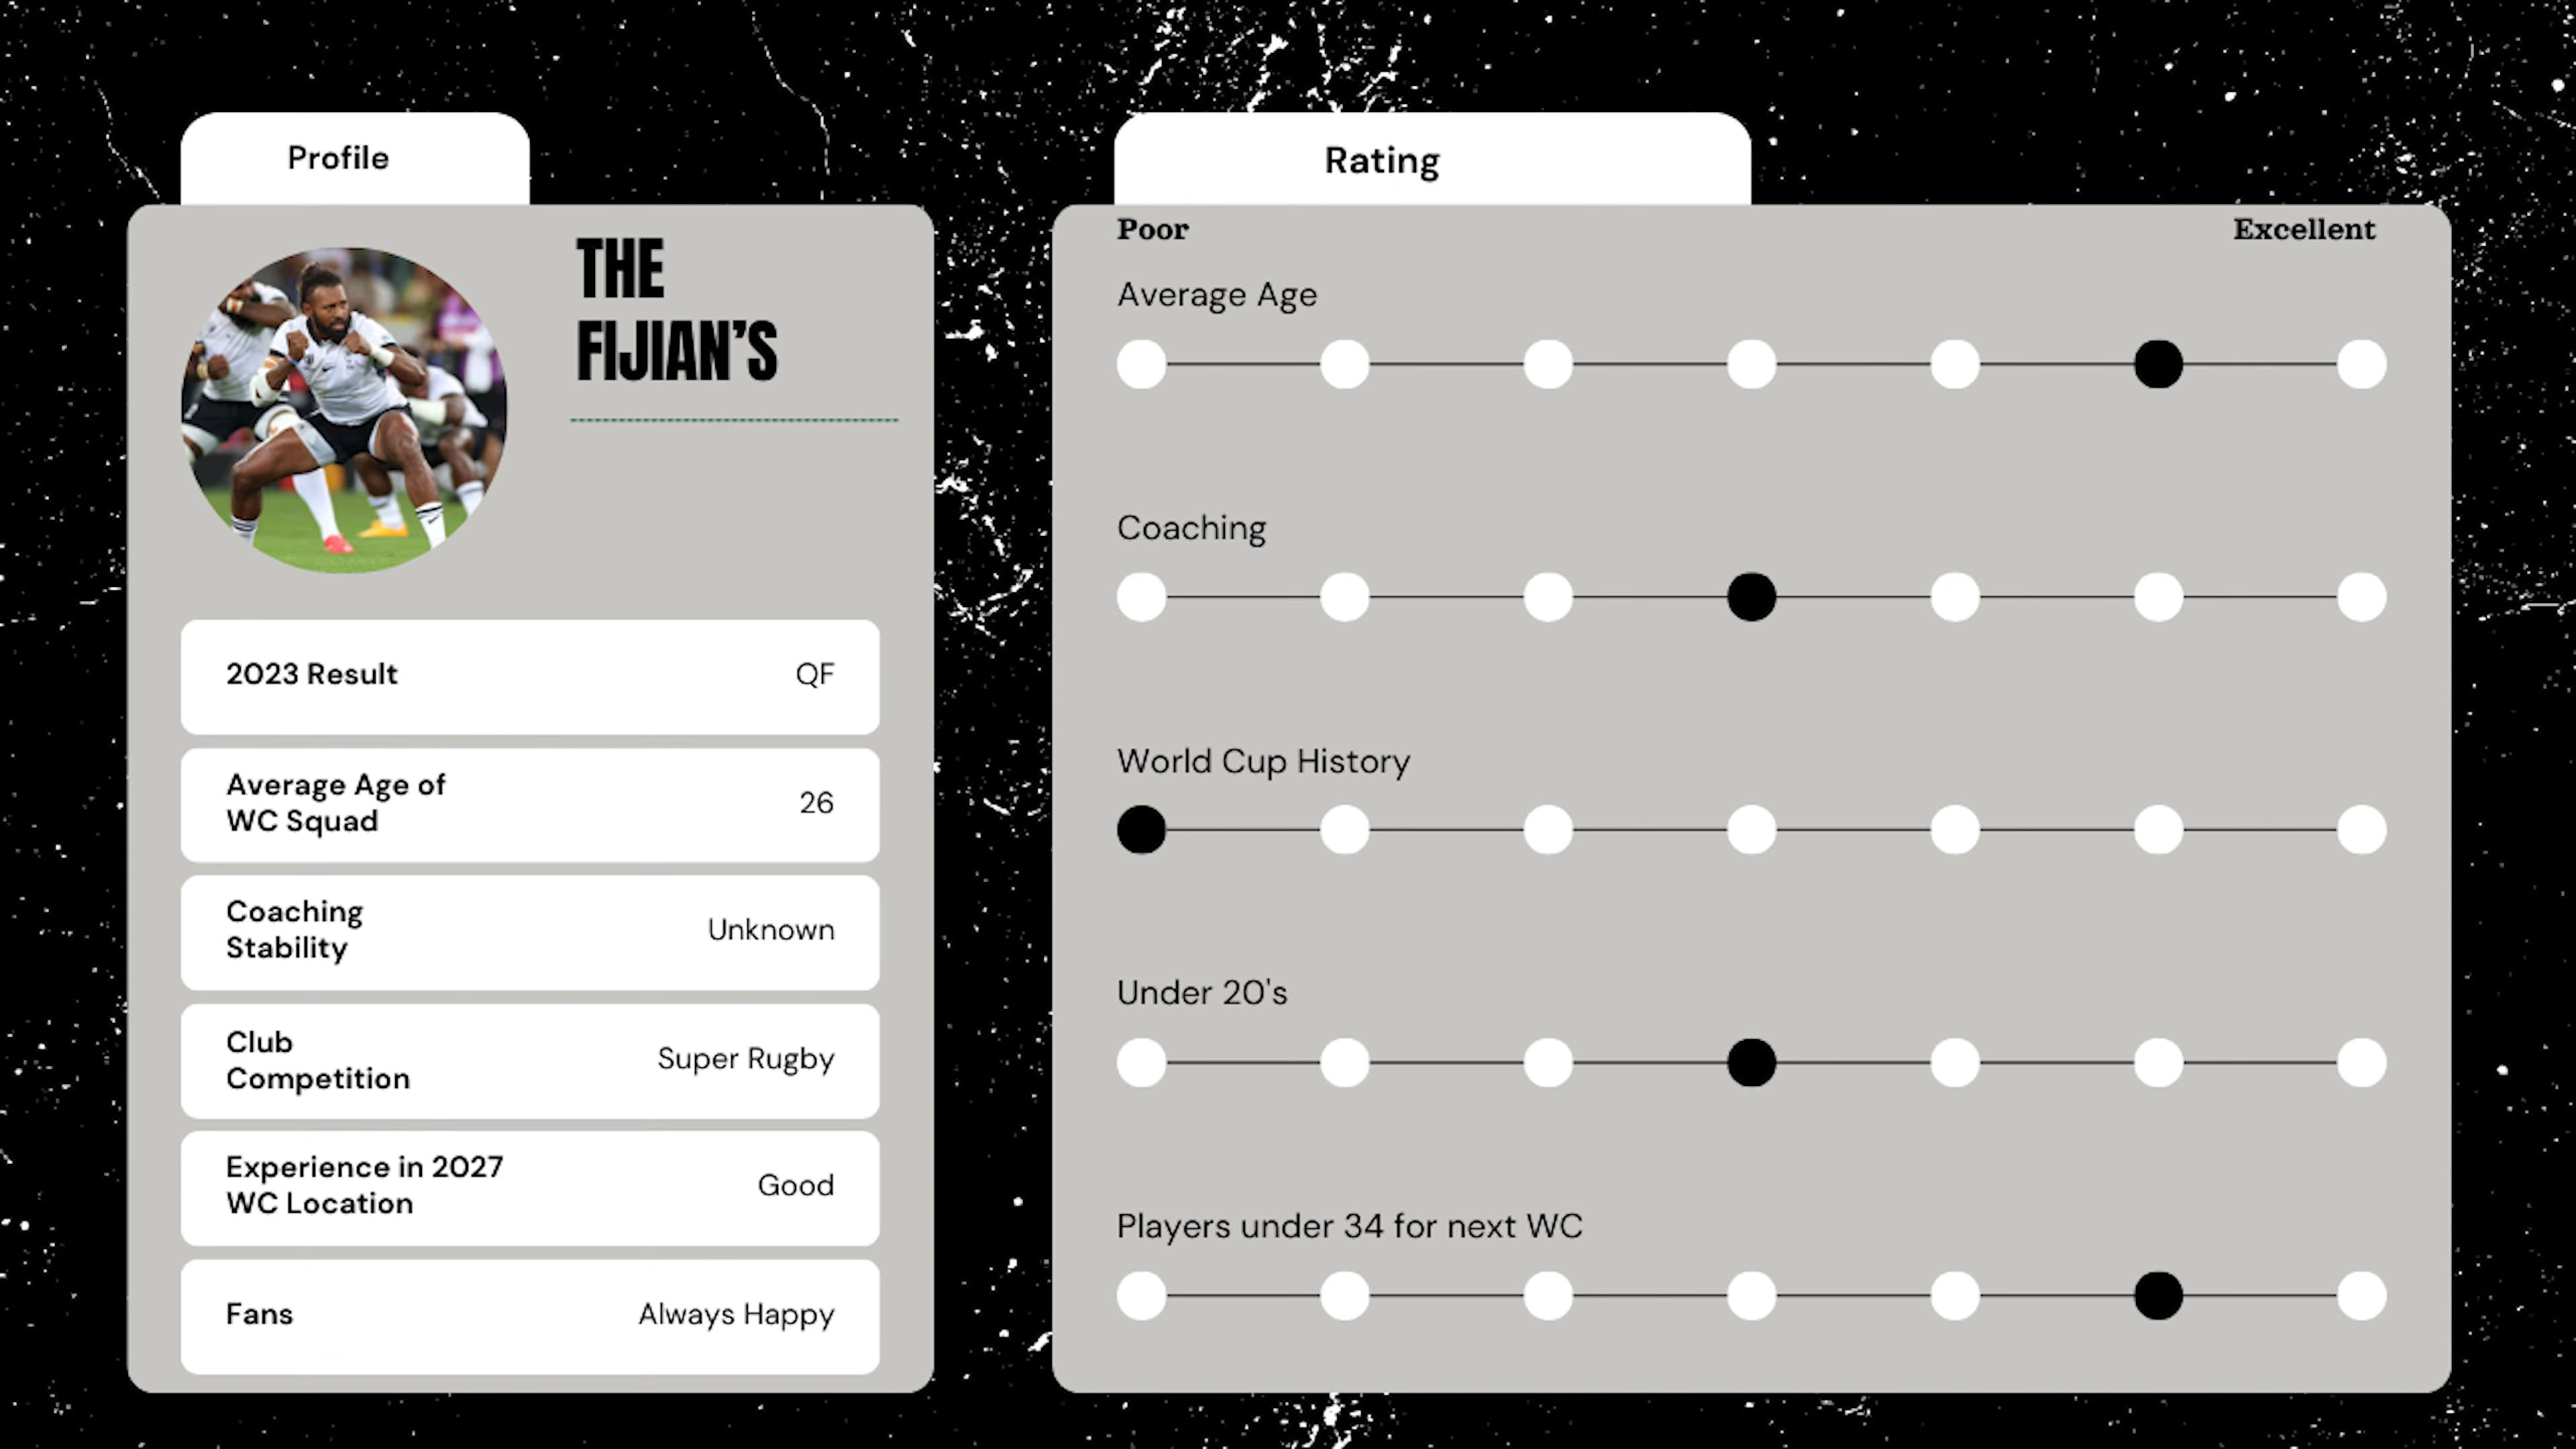 Profile
THE
FIJIAN'S
2023 Result
QF
Average Age of
WC Squad
26
Coaching
Stability
Unknown
Club
Competition
Super Rugby
Experience in 2027
WC Location
Good
Fans
Always Happy
Rating
Poor
Excellent
Average Age
Coaching
World Cup History
Under 20's
Players under 34 for next WC